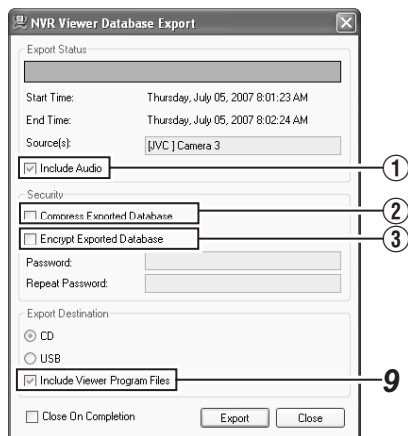 NVR Viewer Database Export
Export Status
Start Time: Thursday, July 05, 2007 8:01:23 AM
End Time: Thursday, July 05, 2007 8:02:24 AM
Source(s): [JVC ] Camera 3
Include Audio
1
Security
Compress Exported Database
2
Encrypt Exported Database
3
Password:
Repeat Password:
Export Destination
CD
USB
Include Viewer Program Files
9
Close On Completion Export Close